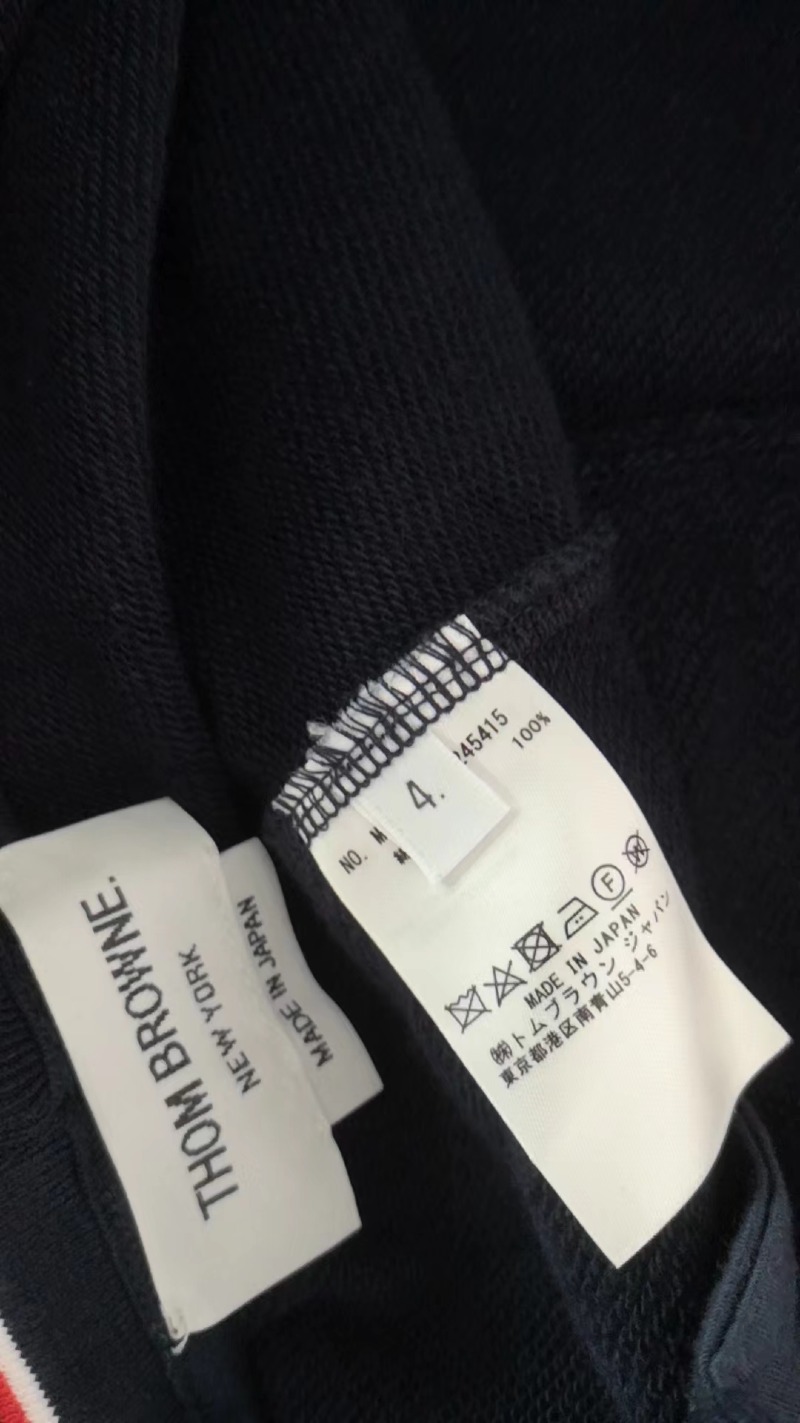 THOM BROWNE.
NEW YORK
MADE IN JAPAN
4.
NO.
45415
100%
F
W
MADE IN JAPAN
㈱トムブラウン ジャパン
東京都港区南青山5-4-6